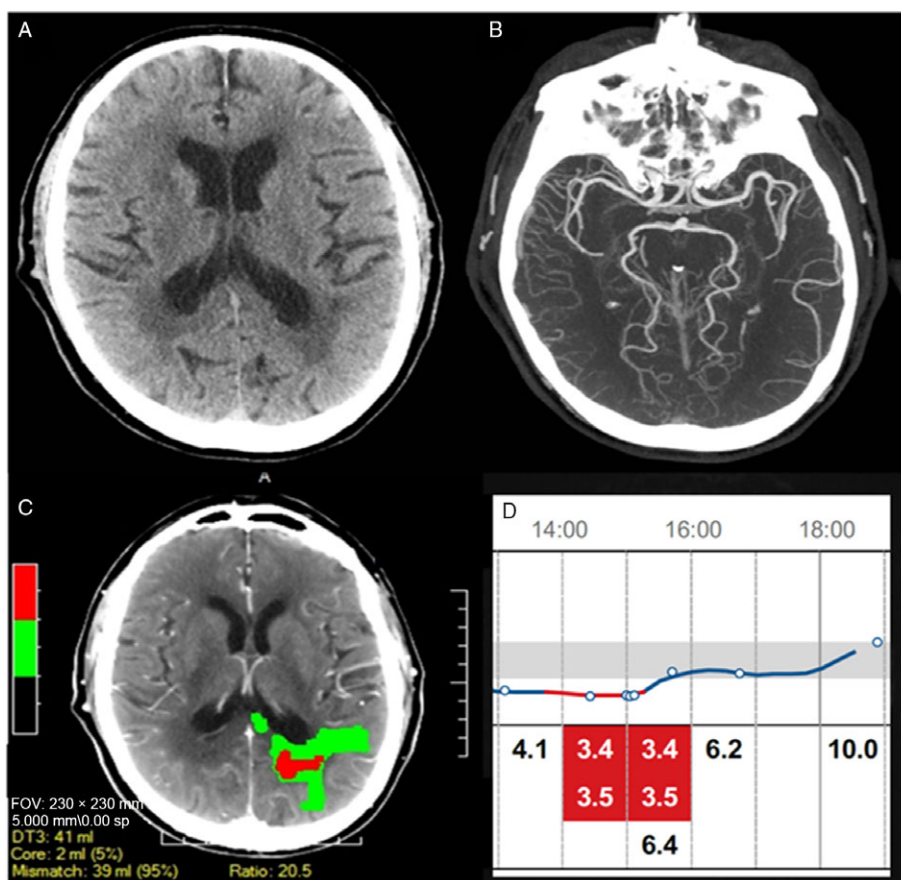 A
B
A
C
FOV: 230 × 230 mm
5.000 mm\0.00 sp
DT3: 41 ml
Core: 2 ml (5%)
Mismatch: 39 ml (95%) Ratio: 20.5
D
14:00 16:00 18:00
4.1 3.4 3.4 6.2 10.0
3.5 3.5
6.4